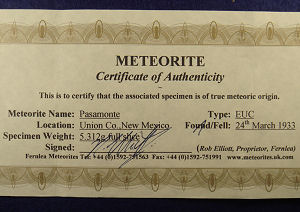 METEORITE
Certificate of Authenticity
~
This is to certify that the associated specimen is of true meteoric origin.
Meteorite Name: Pasamonte Type: EUC
Location: Union Co., New Mexico Found/Fell: 24th March 1933
Specimen Weight: 5.312g full slice
Signed: (Rob Elliott, Proprietor, Fernlea)
Fernlea Meteorites Tel: +44 (0)1592-751563 Fax: +44 (0)1592-751991 www.meteorites.uk.com